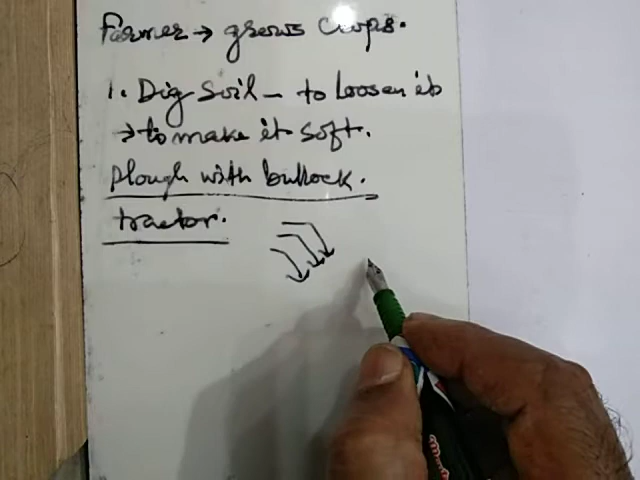 Farmer → grows crops.
1. Dig soil - to loosen it
→ to make it soft.
Plough with bullock.
tractor.